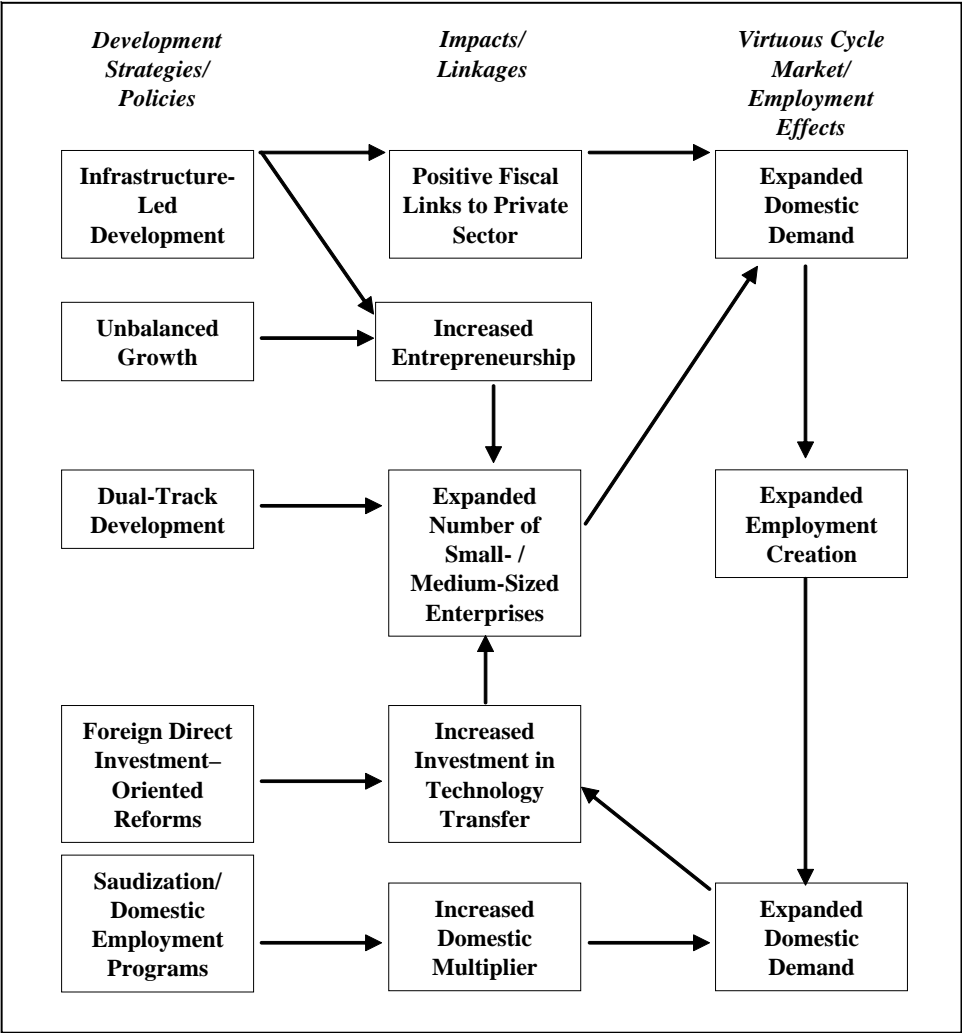 Development
Strategies/
Policies
Impacts/
Linkages
Virtuous Cycle
Market/
Employment
Effects
Infrastructure-
Led
Development
Positive Fiscal
Links to Private
Sector
Expanded
Domestic
Demand
Unbalanced
Growth
Increased
Entrepreneurship
Dual-Track
Development
Expanded
Number of
Small- /
Medium-Sized
Enterprises
Expanded
Employment
Creation
Foreign Direct
Investment–
Oriented
Reforms
Increased
Investment in
Technology
Transfer
Saudization/
Domestic
Employment
Programs
Increased
Domestic
Multiplier
Expanded
Domestic
Demand